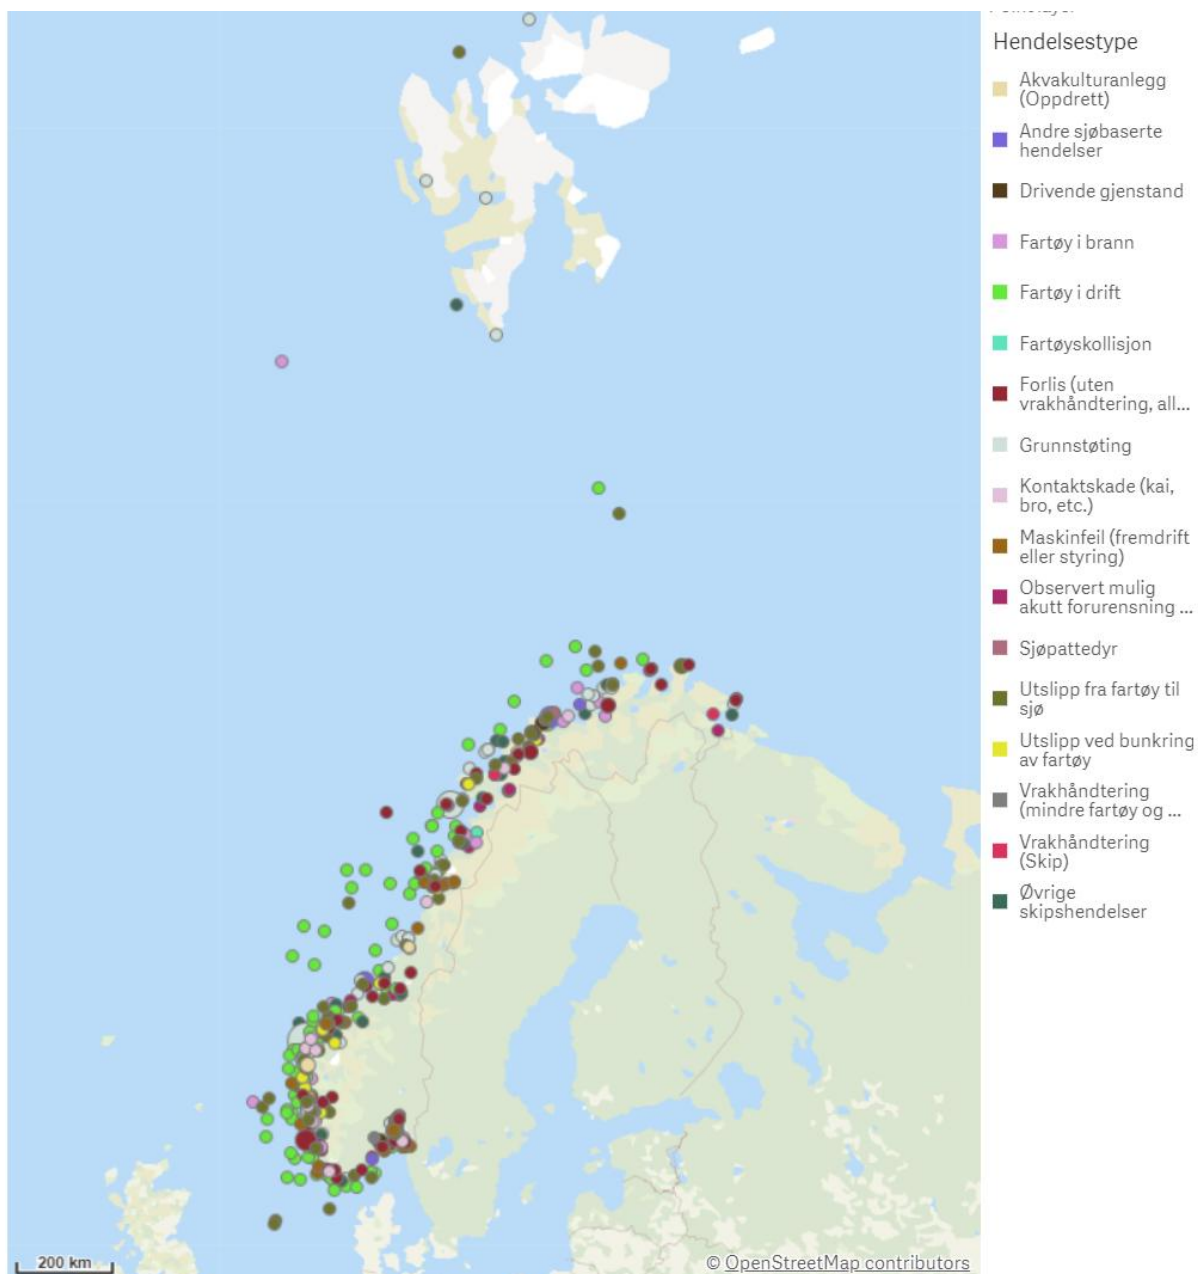 Hendelsestype
Akvakulturanlegg
(Oppdrett)
Andre sjøbaserte
hendelser
Drivende gjenstand
Fartøy i brann
Fartøy i drift
Fartøyskollisjon
Forlis (uten
vrakhåndtering, all...
Grunnstøting
Kontaktskade (kai,
bro, etc.)
Maskinfeil (fremdrift
eller styring)
Observert mulig
akutt forurensning ...
Sjøpattedyr
Utslipp fra fartøy til
sjø
Utslipp ved bunkring
av fartøy
Vrakhåndtering
(mindre fartøy og ...
Vrakhåndtering
(Skip)
Øvrige
skipshendelser
200 km
© OpenStreetMap contributors